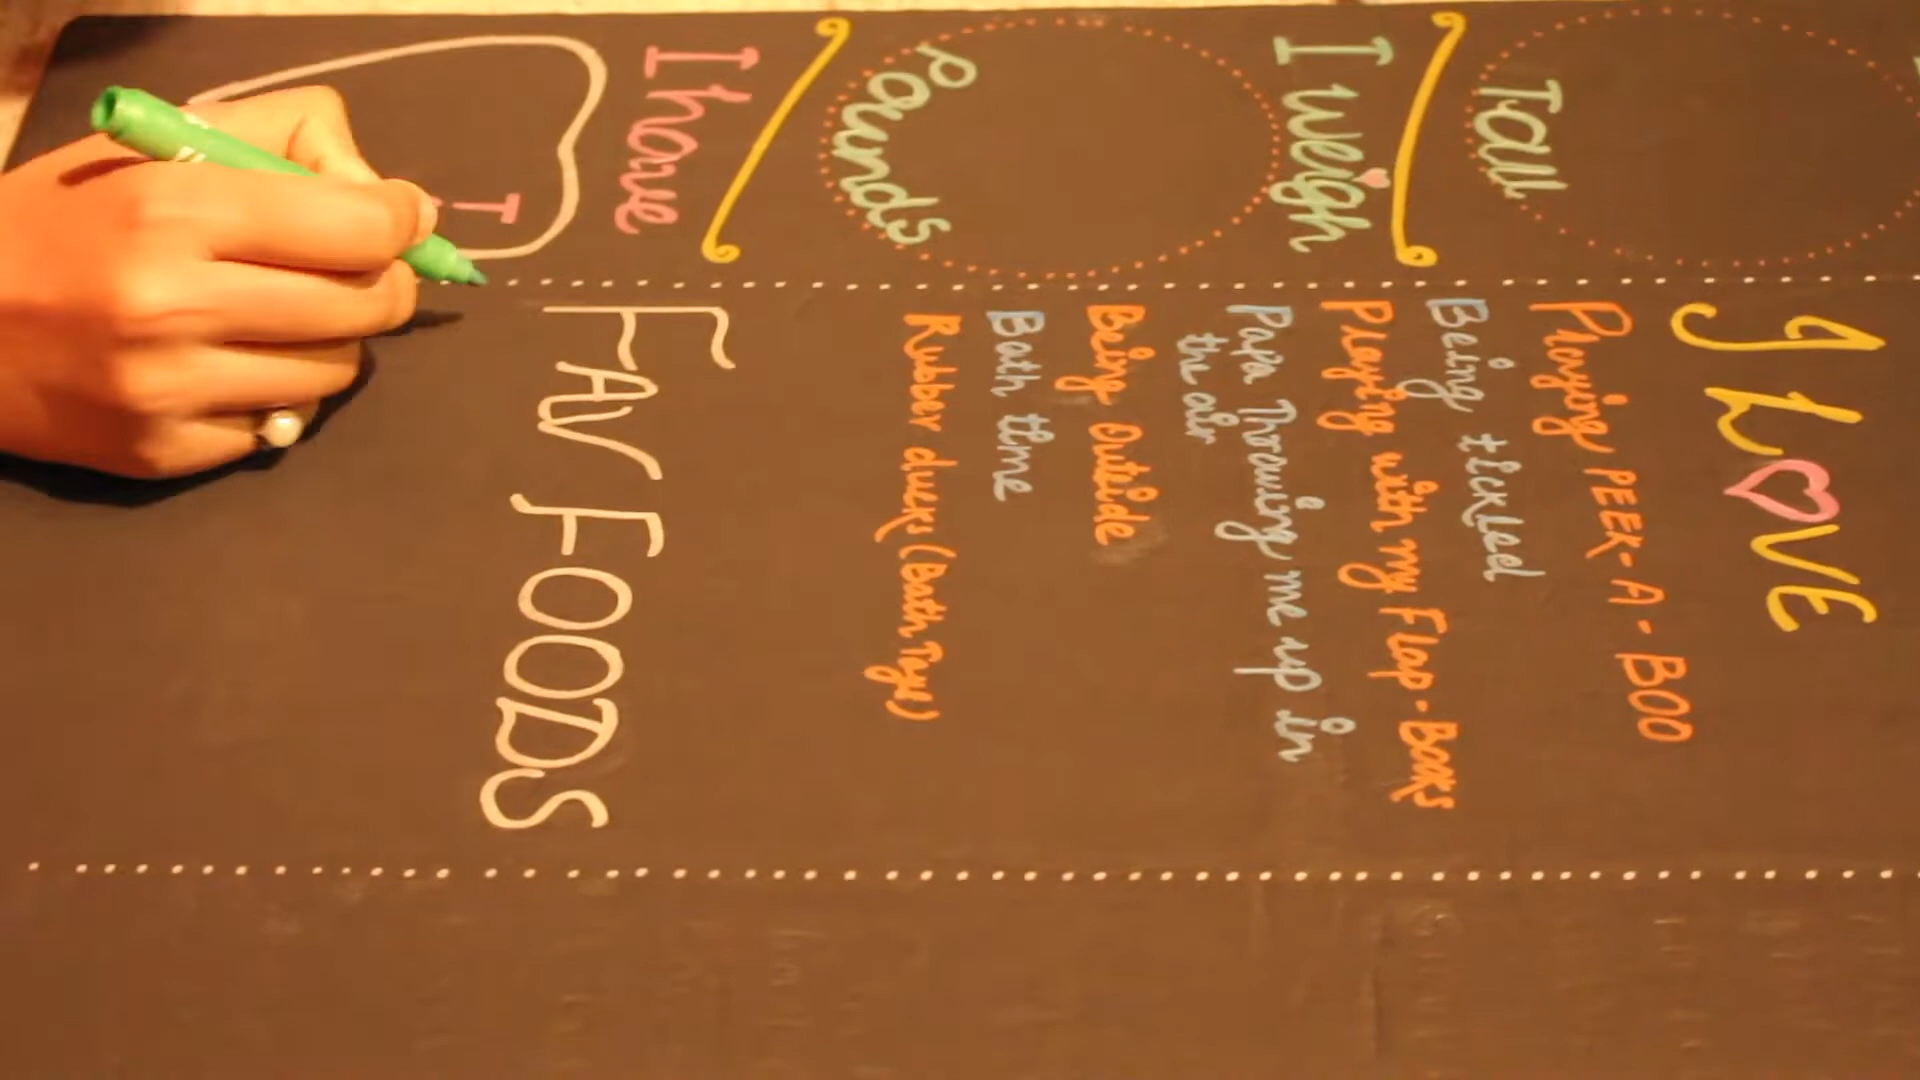 Tall
I weigh
Pounds
I have
T
I LOVE
Playing PEEK-A-BOO
Being tickled
Playing with my Flap-Books
Papa Throwing me up in
the air
Being Outside
Bath time
Rubber ducks (Bath Toys)
FAV FOODS